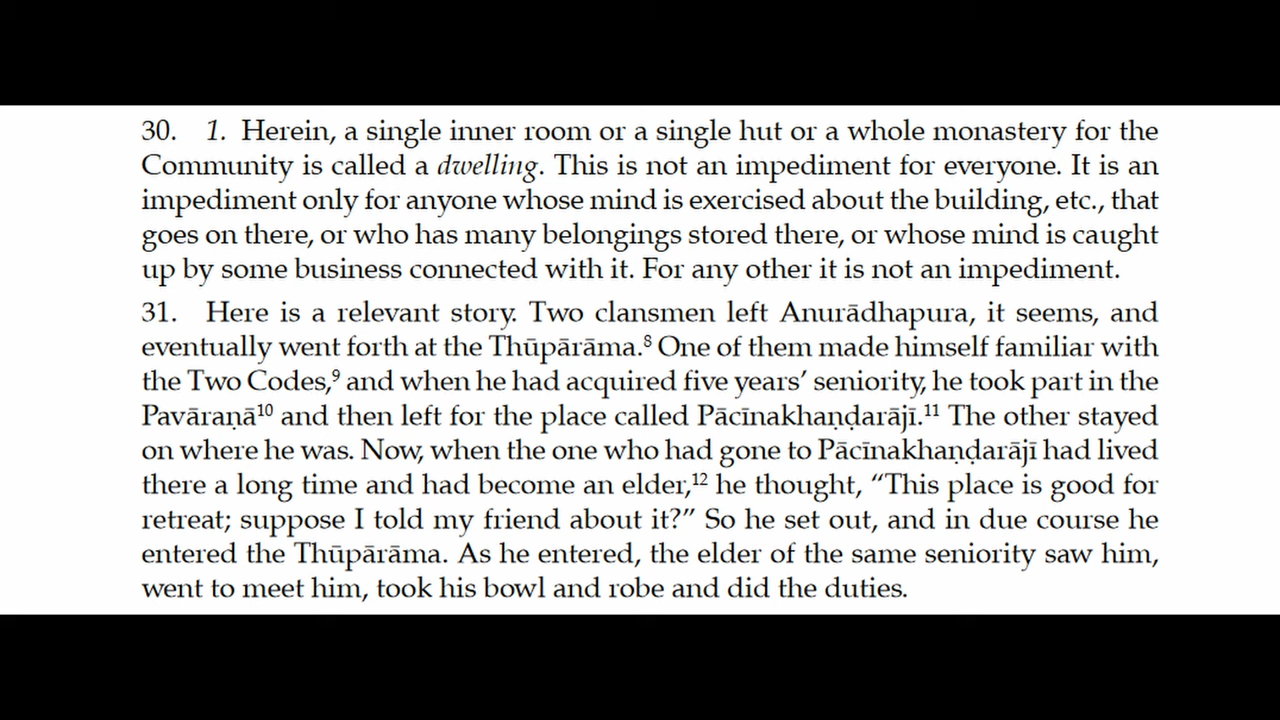 30. 1. Herein, a single inner room or a single hut or a whole monastery for the
Community is called a dwelling. This is not an impediment for everyone. It is an
impediment only for anyone whose mind is exercised about the building, etc., that
goes on there, or who has many belongings stored there, or whose mind is caught
up by some business connected with it. For any other it is not an impediment.
31. Here is a relevant story. Two clansmen left Anurādhapura, it seems, and
eventually went forth at the Thūpārāma.⁸ One of them made himself familiar with
the Two Codes,⁹ and when he had acquired five years’ seniority, he took part in the
Pavāraṇā¹⁰ and then left for the place called Pācīnakhaṇḍarājī.¹¹ The other stayed
on where he was. Now, when the one who had gone to Pācīnakhaṇḍarājī had lived
there a long time and had become an elder,¹² he thought, “This place is good for
retreat; suppose I told my friend about it?” So he set out, and in due course he
entered the Thūpārāma. As he entered, the elder of the same seniority saw him,
went to meet him, took his bowl and robe and did the duties.